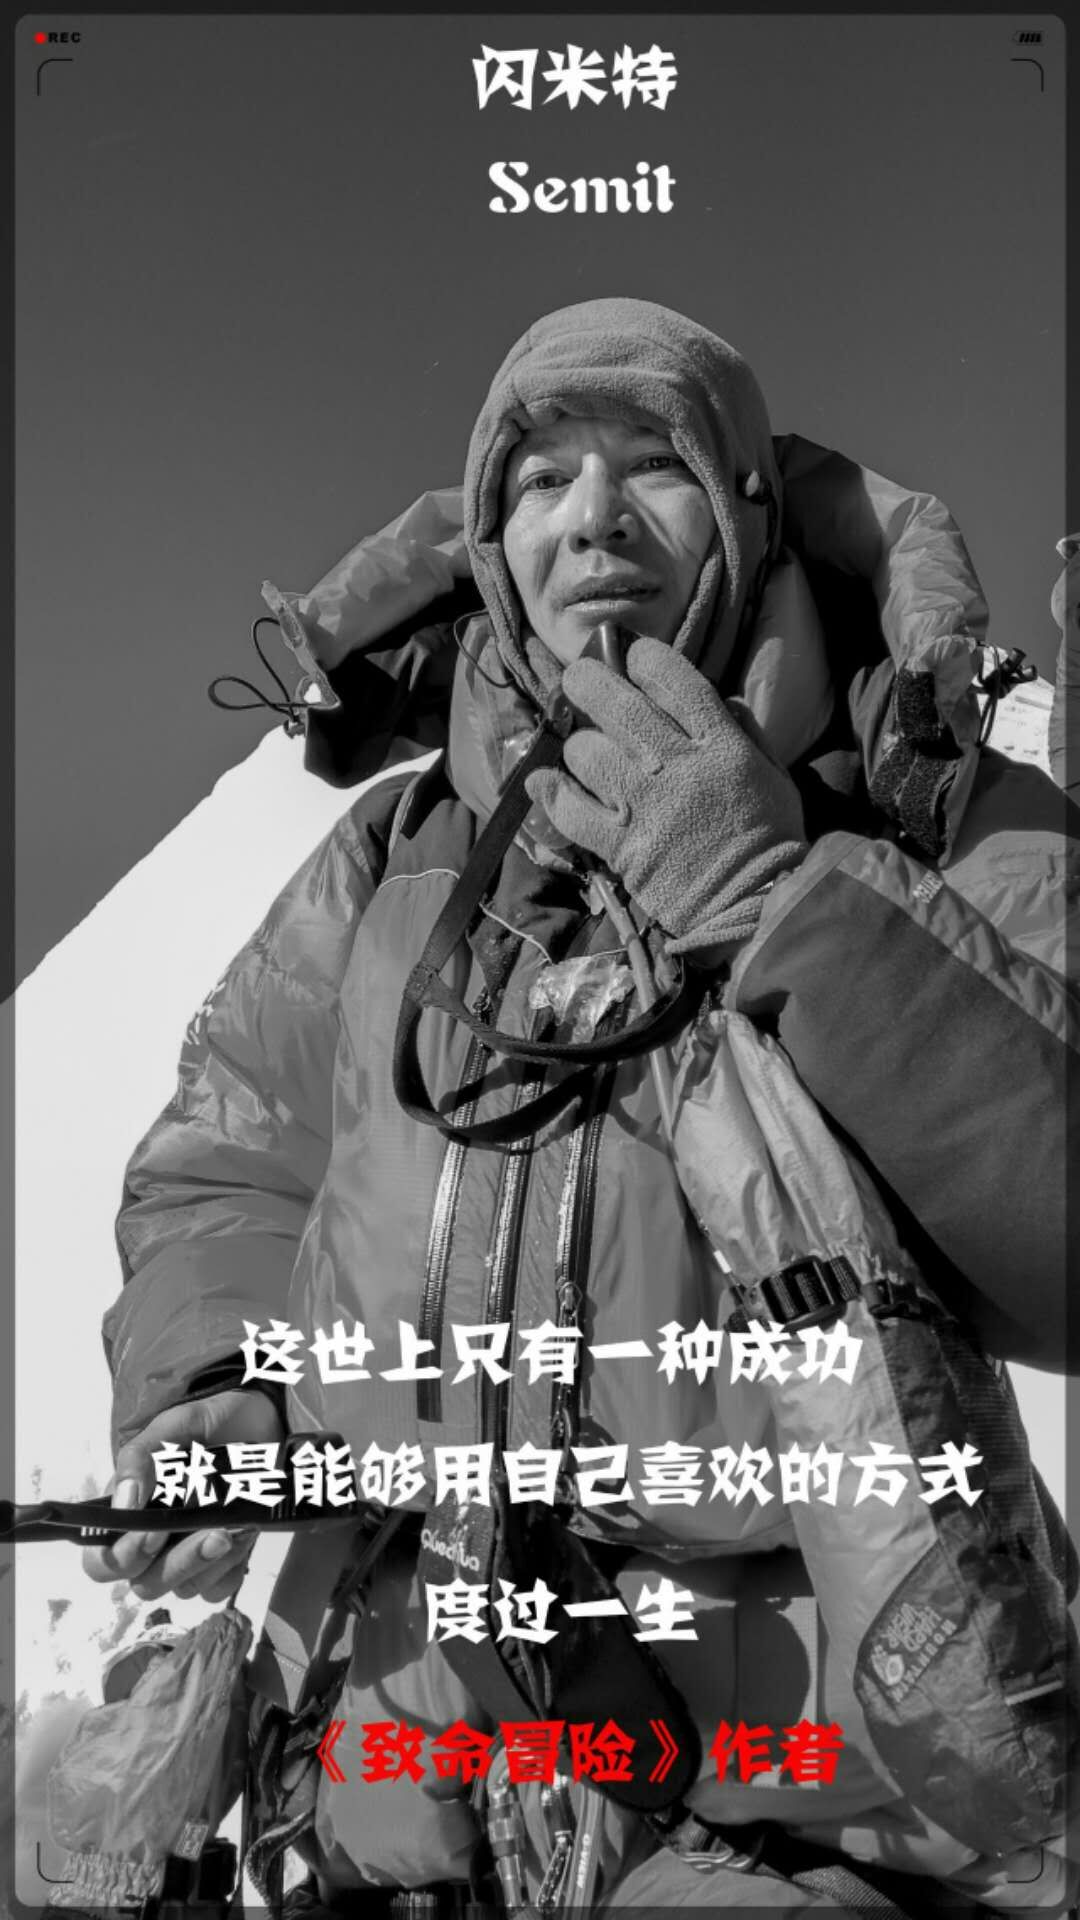 REC
闪米特
Semit
这世上只有一种成功
就是能够用自己喜欢的方式
度过一生
Quechua
《致命冒险》作者